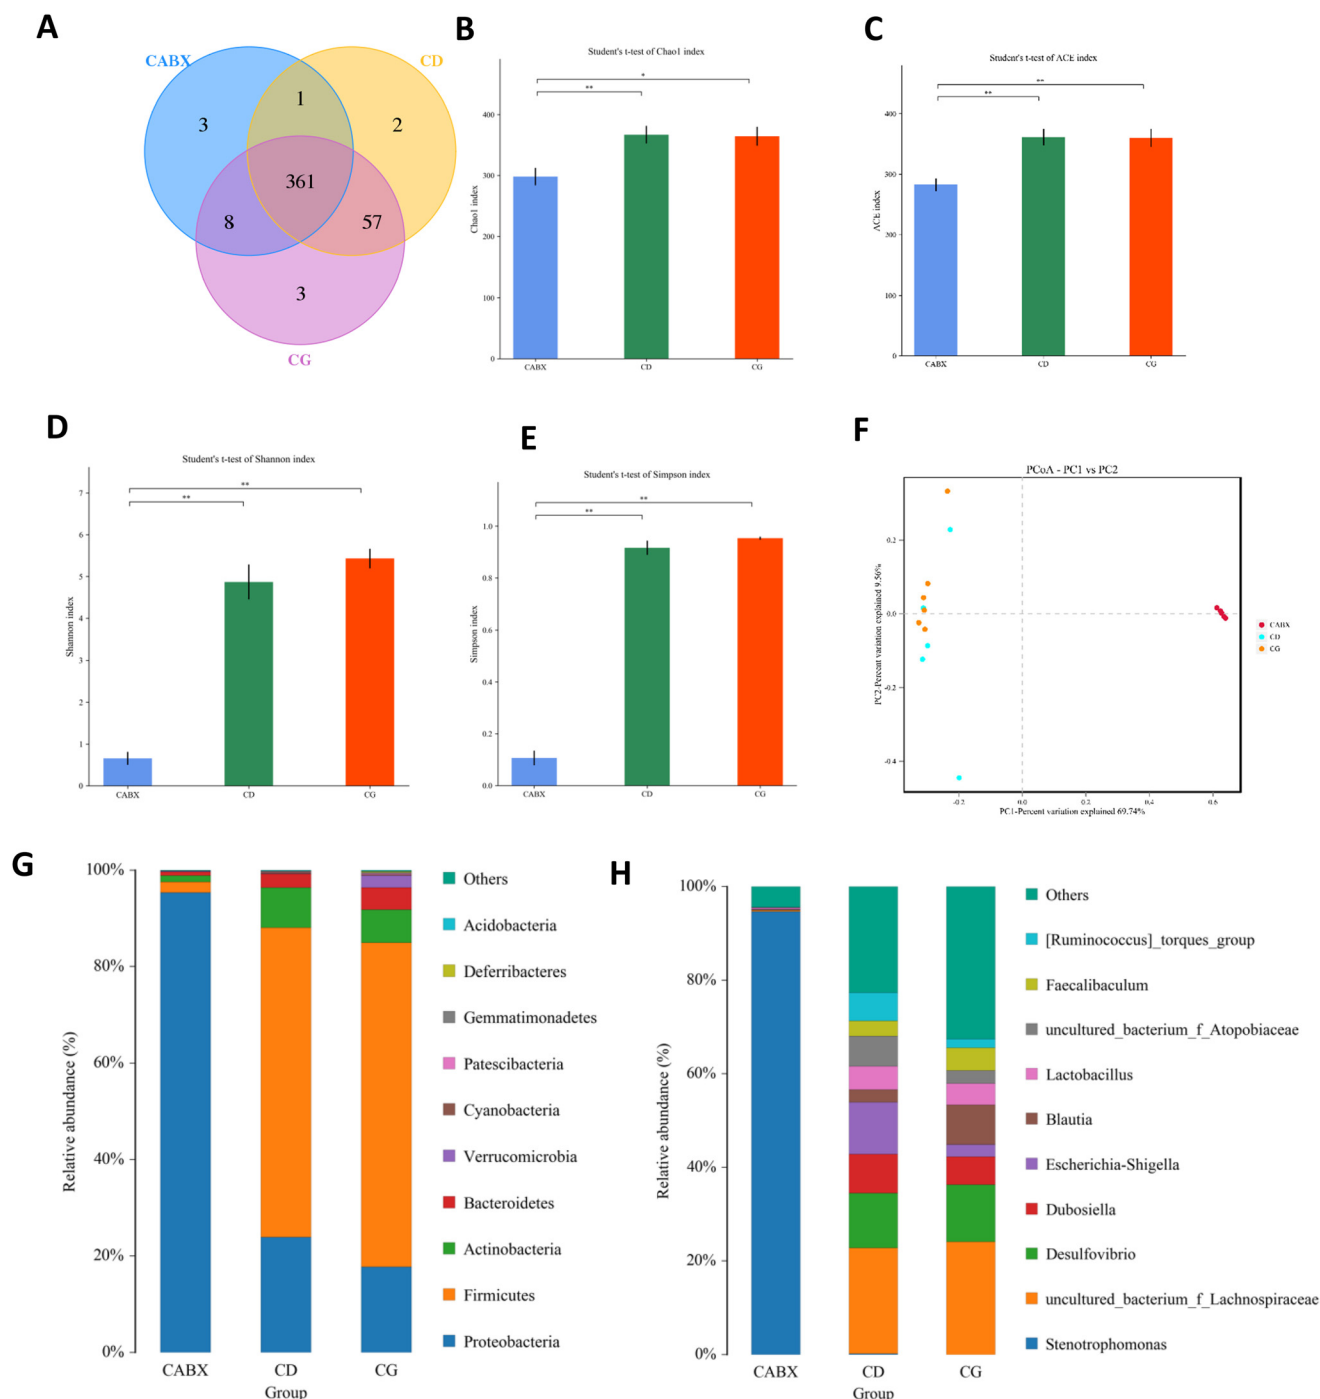 A
CABX
CD
1
3
2
361
8
57
3
CG
B
Student's t-test of Chao1 index
*
**
400
300
200
100
0
Chao1 index
CABX
CD
CG
C
Student's t-test of ACE index
**
**
400
300
200
100
0
ACE index
CABX
CD
CG
D
Student's t-test of Shannon index
**
**
7
6
5
4
3
2
1
0
Shannon index
CABX
CD
CG
E
Student's t-test of Simpson index
**
**
1.0
0.8
0.6
0.4
0.2
0.0
Simpson index
CABX
CD
CG
F
PCoA - PC1 vs PC2
0.2
0.0
-0.2
-0.4
PC2-Percent variation explained 9.56%
-0.2
0.0
0.2
0.4
0.6
PC1-Percent variation explained 69.74%
CABX
CD
CG
G
100%
80%
60%
40%
20%
0%
Relative abundance (%)
CABX
CD
CG
Group
Others
Acidobacteria
Deferribacteres
Gemmatimonadetes
Patescibacteria
Cyanobacteria
Verrucomicrobia
Bacteroidetes
Actinobacteria
Firmicutes
Proteobacteria
H
100%
80%
60%
40%
20%
0%
Relative abundance (%)
CABX
CD
CG
Group
Others
[Ruminococcus]_torques_group
Faecalibaculum
uncultured_bacterium_f_Atopobiaceae
Lactobacillus
Blautia
Escherichia-Shigella
Dubosiella
Desulfovibrio
uncultured_bacterium_f_Lachnospiraceae
Stenotrophomonas